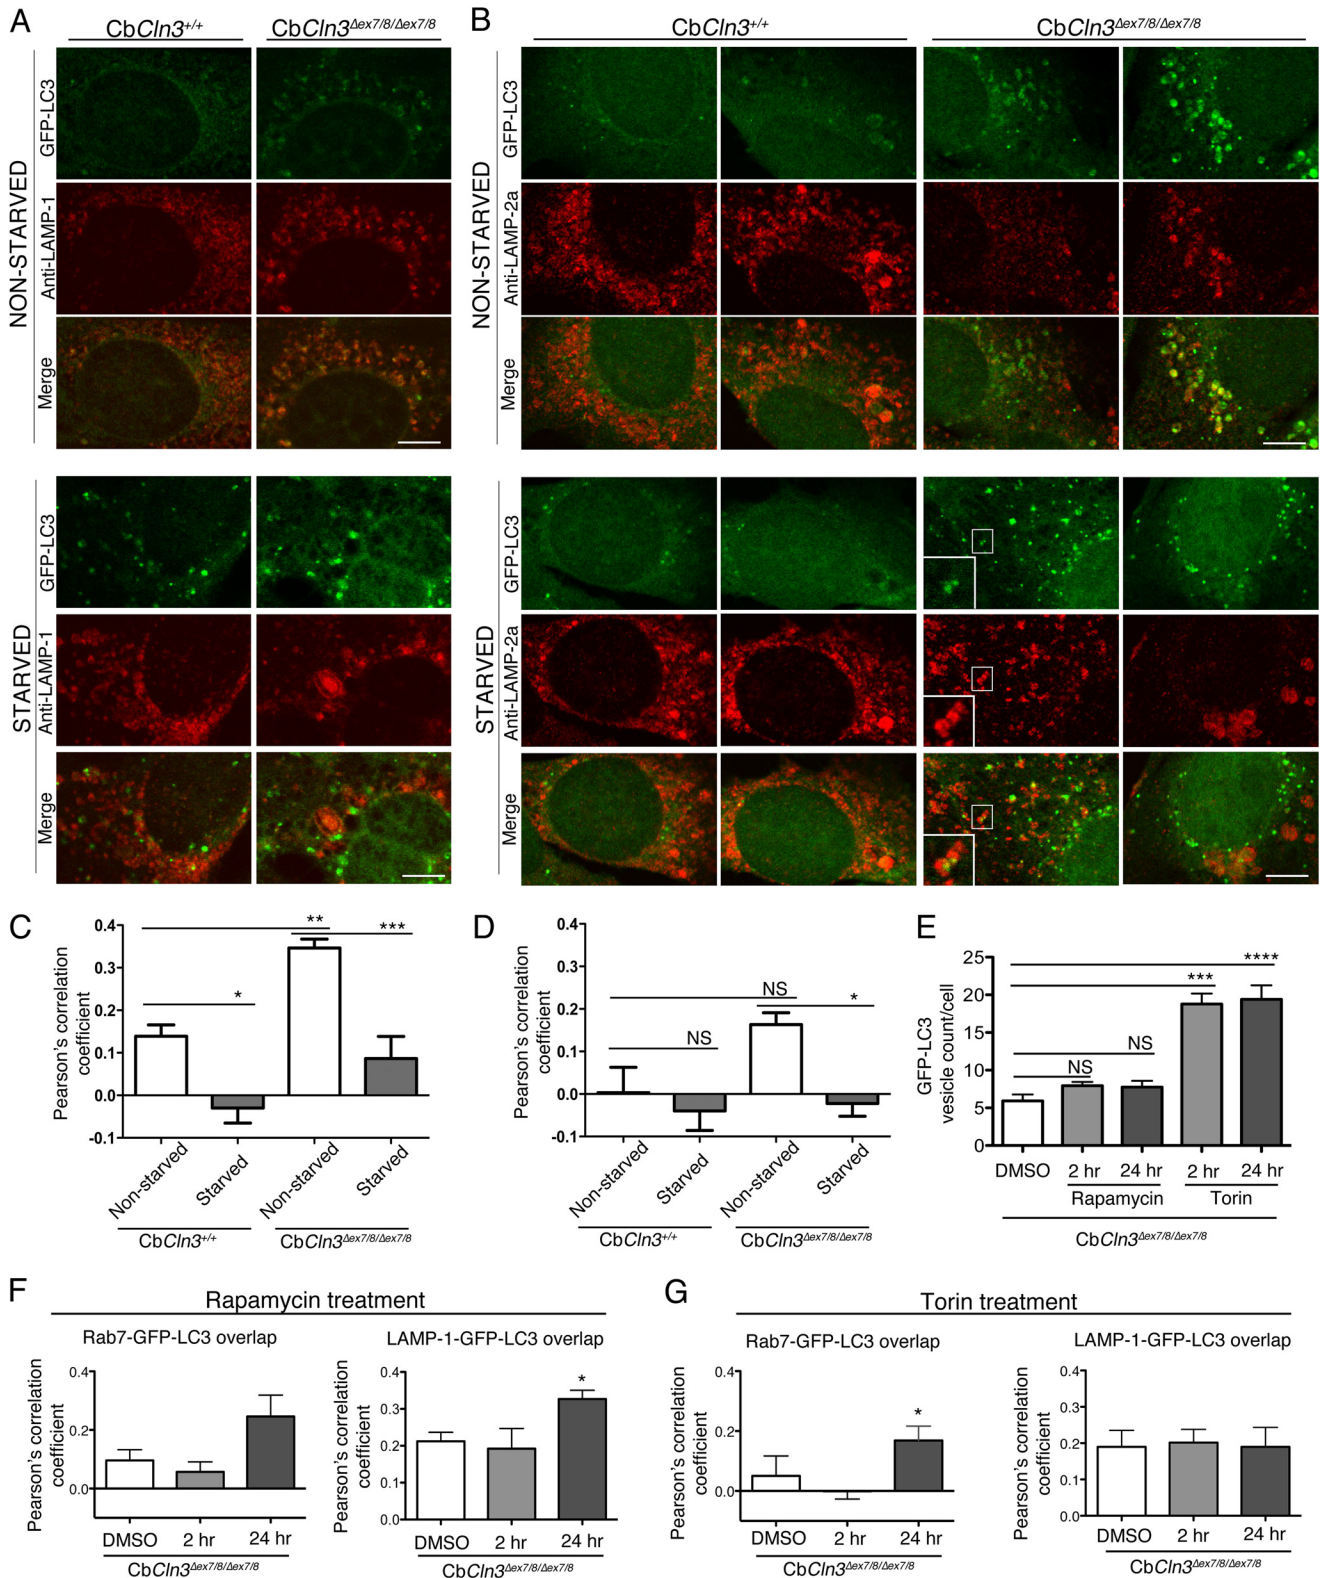 A
CbCln3+/+
CbCln3Δex7/8/Δex7/8
NON-STARVED
GFP-LC3
Anti-LAMP-1
Merge
STARVED
GFP-LC3
Anti-LAMP-1
Merge
B
CbCln3+/+
CbCln3Δex7/8/Δex7/8
NON-STARVED
GFP-LC3
Anti-LAMP-2a
Merge
STARVED
GFP-LC3
Anti-LAMP-2a
Merge
C
Pearson's correlation
coefficient
0.4
0.3
0.2
0.1
0.0
-0.1
*
**
***
Non-starved
Starved
Non-starved
Starved
CbCln3+/+
CbCln3Δex7/8/Δex7/8
D
Pearson's correlation
coefficient
0.4
0.3
0.2
0.1
0.0
-0.1
NS
NS
*
Non-starved
Starved
Non-starved
Starved
CbCln3+/+
CbCln3Δex7/8/Δex7/8
E
GFP-LC3
vesicle count/cell
25
20
15
10
5
0
NS
NS
***
****
DMSO
2 hr
24 hr
2 hr
24 hr
Rapamycin
Torin
CbCln3Δex7/8/Δex7/8
F
Rapamycin treatment
Rab7-GFP-LC3 overlap
Pearson's correlation
coefficient
0.4
0.2
0.0
DMSO
2 hr
24 hr
CbCln3Δex7/8/Δex7/8
LAMP-1-GFP-LC3 overlap
Pearson's correlation
coefficient
0.4
0.3
0.2
0.1
0.0
*
DMSO
2 hr
24 hr
CbCln3Δex7/8/Δex7/8
G
Torin treatment
Rab7-GFP-LC3 overlap
Pearson's correlation
coefficient
0.4
0.2
0.0
*
DMSO
2 hr
24 hr
CbCln3Δex7/8/Δex7/8
LAMP-1-GFP-LC3 overlap
Pearson's correlation
coefficient
0.4
0.3
0.2
0.1
0.0
DMSO
2 hr
24 hr
CbCln3Δex7/8/Δex7/8